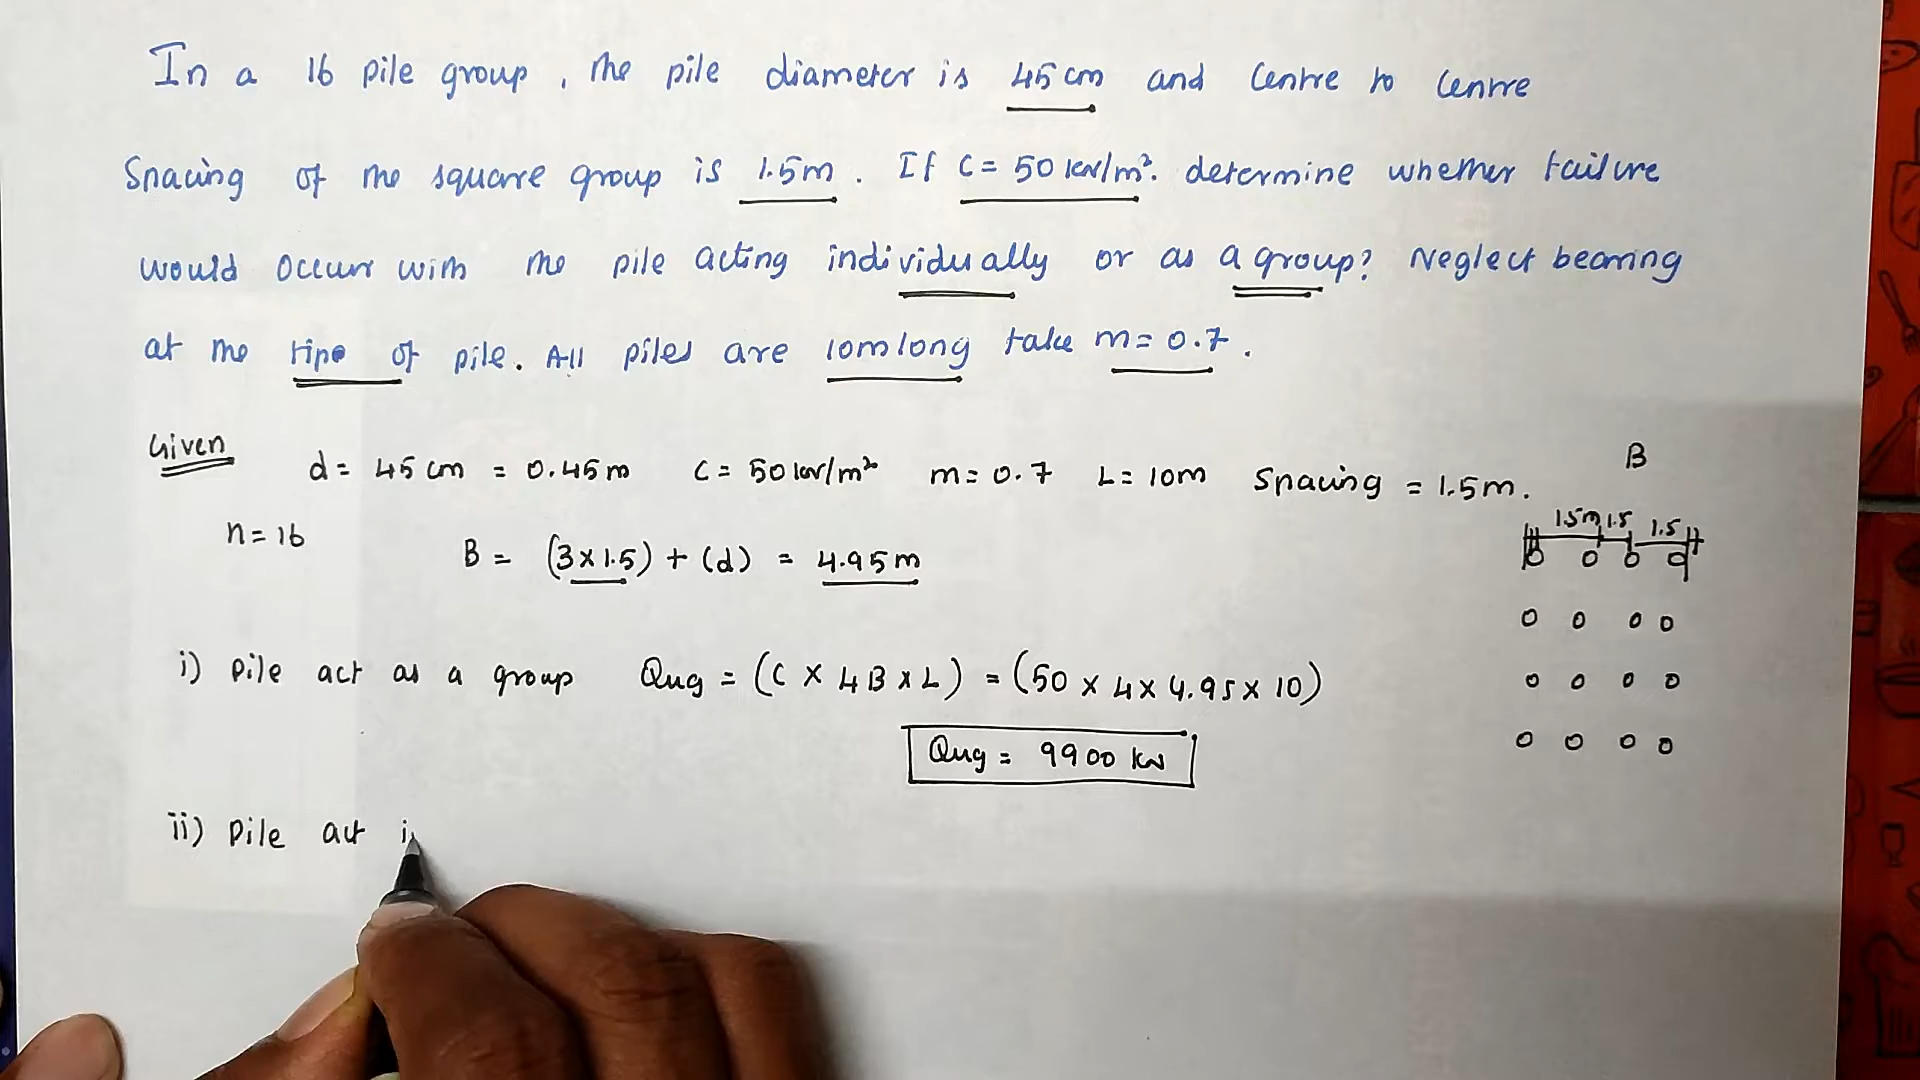 In a 16 pile group, the pile diameter is 45 cm and centre to centre
Spacing of the square group is 1.5m. If C = 50 kN/m². determine whether failure
would occur with the pile acting individually or as a group? Neglect bearing
at the tipe of pile. All piles are 10m long take m = 0.7.
Given d = 45 cm = 0.45m C = 50 kN/m² m = 0.7 L = 10m Spacing = 1.5m.
B
1.5m 1.5 1.5
n = 16 B = (3 × 1.5) + (d) = 4.95m
i) Pile act as a group Qug = (C × 4B × L) = (50 × 4 × 4.95 × 10)
Qug = 9900 kN
ii) Pile act i